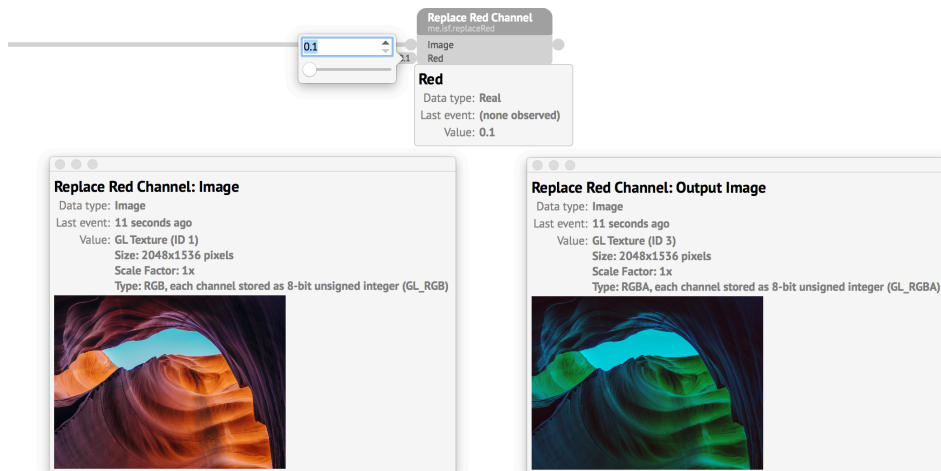 Replace Red Channel
me.isf.replaceRed
0.1
Image
Red
Red
Data type: Real
Last event: (none observed)
Value: 0.1
Replace Red Channel: Image
Data type: Image
Last event: 11 seconds ago
Value: GL Texture (ID 1)
Size: 2048x1536 pixels
Scale Factor: 1x
Type: RGB, each channel stored as 8-bit unsigned integer (GL_RGB)
Replace Red Channel: Output Image
Data type: Image
Last event: 11 seconds ago
Value: GL Texture (ID 3)
Size: 2048x1536 pixels
Scale Factor: 1x
Type: RGBA, each channel stored as 8-bit unsigned integer (GL_RGBA)